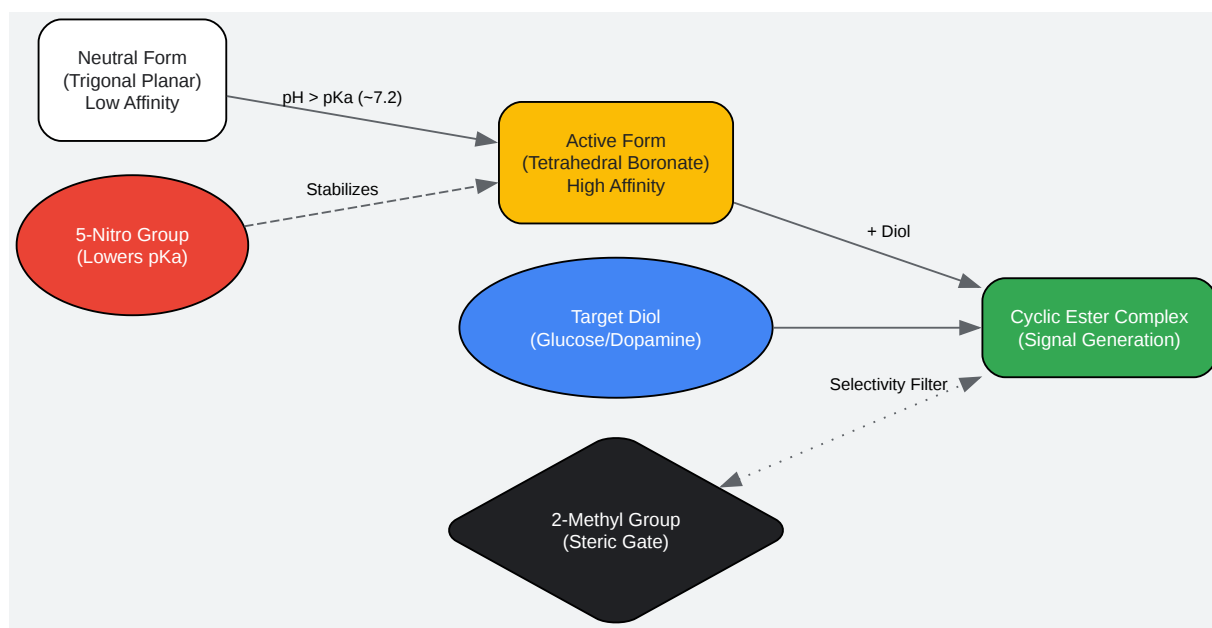 Neutral Form
(Trigonal Planar)
Low Affinity
pH > pKa (~7.2)
Active Form
(Tetrahedral Boronate)
High Affinity
Stabilizes
5-Nitro Group
(Lowers pKa)
+ Diol
Target Diol
(Glucose/Dopamine)
Cyclic Ester Complex
(Signal Generation)
Selectivity Filter
2-Methyl Group
(Steric Gate)